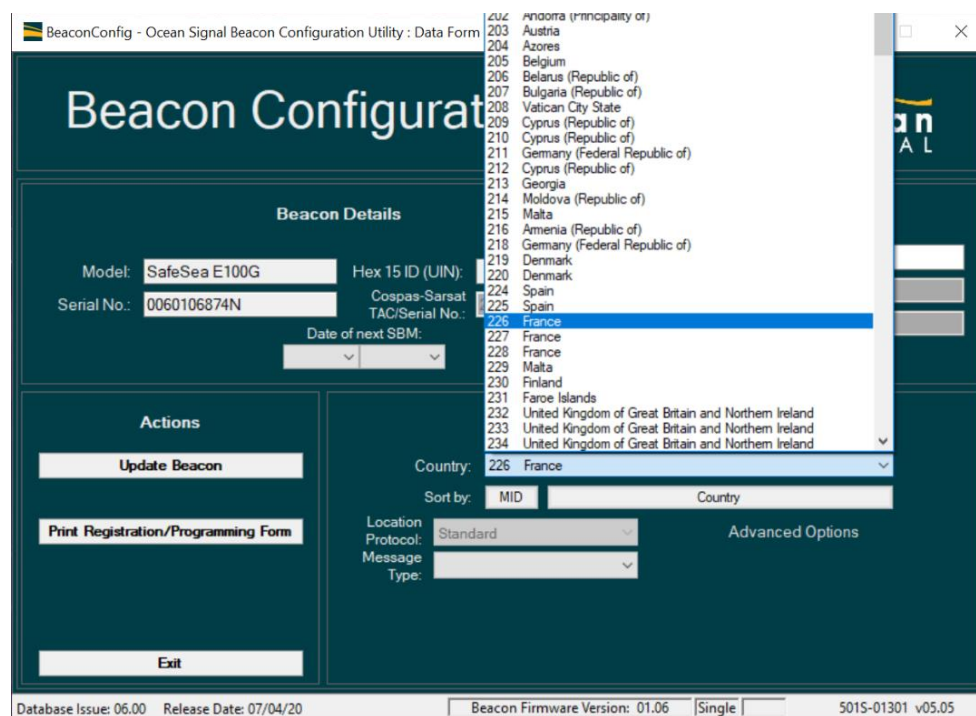 BeaconConfig - Ocean Signal Beacon Configuration Utility : Data Form
Beacon Configurat
an
AL
Beacon Details
Model: SafeSea E100G
Hex 15 ID (UIN):
Serial No.: 0060106874N
Cospas-Sarsat
TAC/Serial No.:
Date of next SBM:
202 Andorra (Principality of)
203 Austria
204 Azores
205 Belgium
206 Belarus (Republic of)
207 Bulgaria (Republic of)
208 Vatican City State
209 Cyprus (Republic of)
210 Cyprus (Republic of)
211 Germany (Federal Republic of)
212 Cyprus (Republic of)
213 Georgia
214 Moldova (Republic of)
215 Malta
216 Armenia (Republic of)
218 Germany (Federal Republic of)
219 Denmark
220 Denmark
224 Spain
225 Spain
226 France
227 France
228 France
229 Malta
230 Finland
231 Faroe Islands
232 United Kingdom of Great Britain and Northern Ireland
233 United Kingdom of Great Britain and Northern Ireland
234 United Kingdom of Great Britain and Northern Ireland
Actions
Update Beacon
Print Registration/Programming Form
Exit
Country: 226 France
Sort by: MID Country
Location
Protocol: Standard
Advanced Options
Message
Type:
Database Issue: 06.00 Release Date: 07/04/20 Beacon Firmware Version: 01.06 Single 501S-01301 v05.05